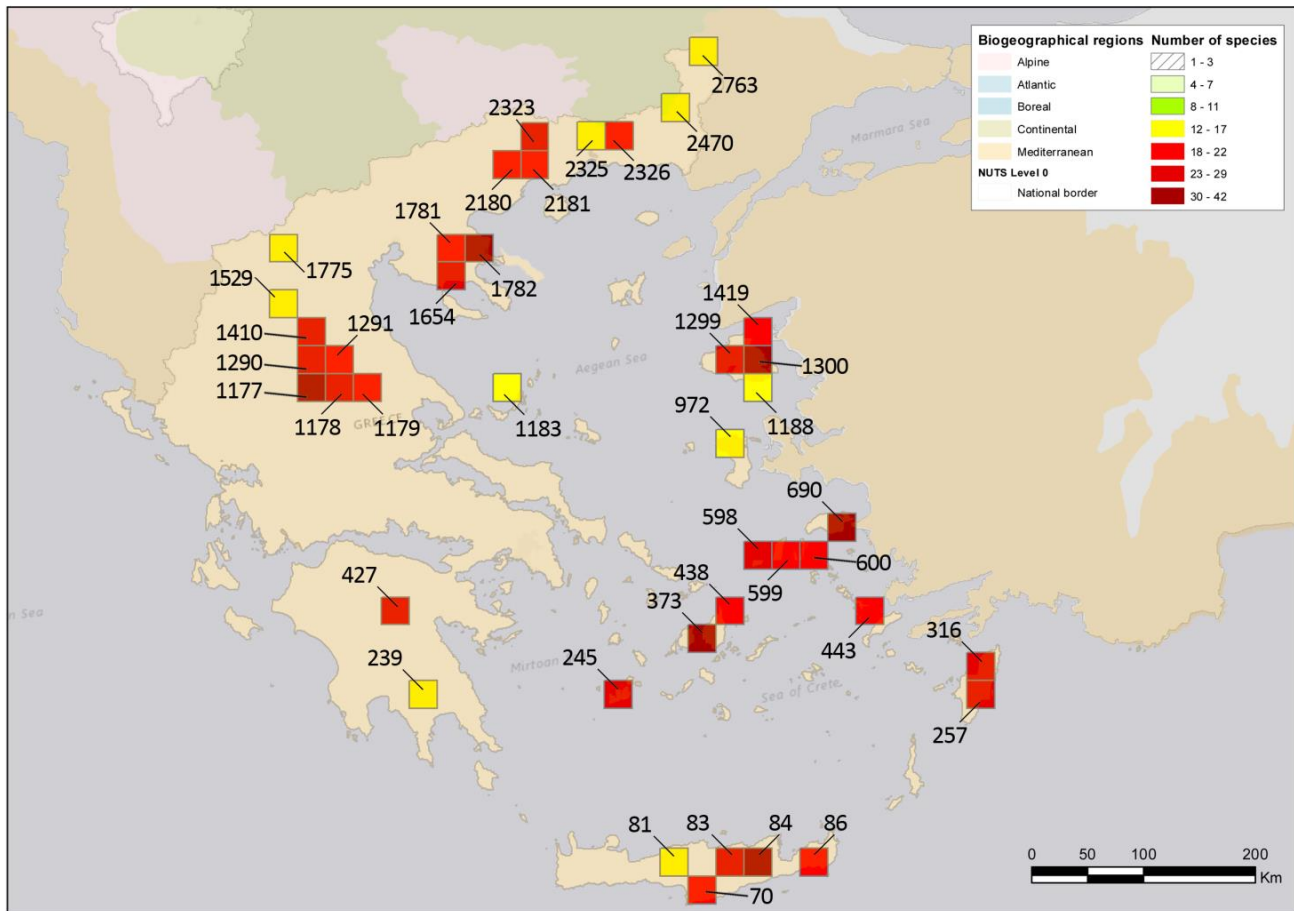 Biogeographical regions
Alpine
Atlantic
Boreal
Continental
Mediterranean
NUTS Level 0
National border
Number of species
1 - 3
4 - 7
8 - 11
12 - 17
18 - 22
23 - 29
30 - 42
2763
2323
2470
Marmara Sea
2325
2326
2180
2181
1781
1775
1782
1529
1654
1419
1410
1291
1299
1290
Aegean Sea
1300
1177
GREECE
1178
1179
1183
1188
972
690
598
600
599
427
438
373
443
316
Mirtoan
239
245
Sea of Crete
257
81
83
84
86
70
0 50 100 200
Km
n Sea